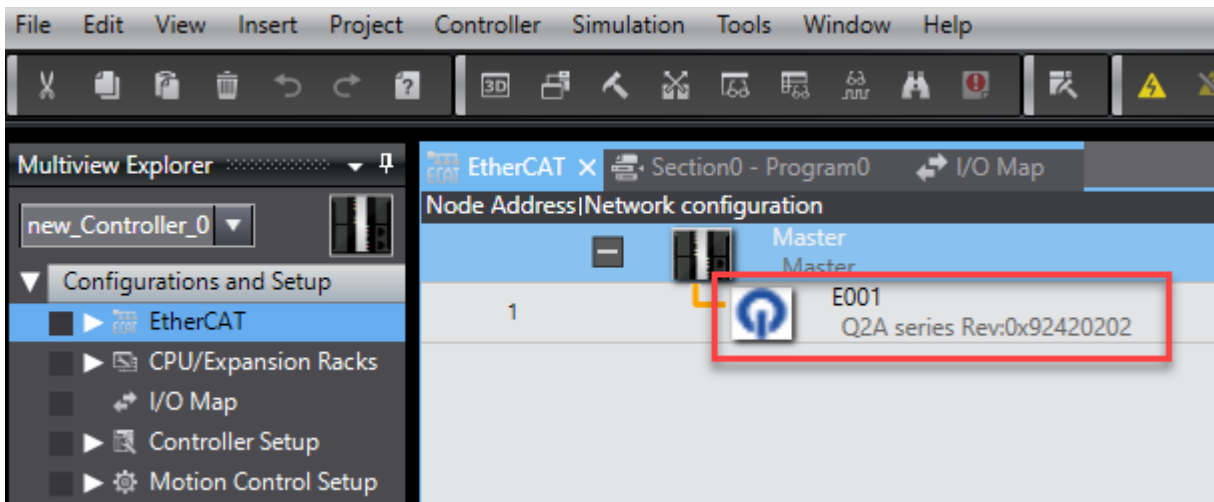 File Edit View Insert Project Controller Simulation Tools Window Help
3D
Multiview Explorer
EtherCAT Section0 - Program0 I/O Map
new_Controller_0
Node Address|Network configuration
Master
Master
Configurations and Setup
1
E001
Q2A series Rev:0x92420202
EtherCAT
CPU/Expansion Racks
I/O Map
Controller Setup
Motion Control Setup